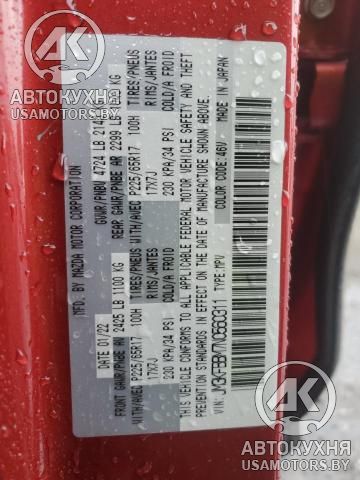 MFD. BY MAZDA MOTOR CORPORATION
DATE: 01/22 GVWR/PNBV 4724 LB
FRONT GAWR/PNBE AV 2425 LB 1100 KG REAR GAWR/PNBE AR 2299 LB KG
WITH/AVEC P225/65R17 100H TIRES/PNEUS WITH/AVEC P225/65R17 100H TIRES/PNEUS
17X7J RIMS/JANTES 17X7J RIMS/JANTES
230 KPA/34 PSI COLD/A FROID 230 KPA/34 PSI COLD/A FROID
THIS VEHICLE CONFORMS TO ALL APPLICABLE FEDERAL MOTOR VEHICLE SAFETY AND THEFT
PREVENTION STANDARDS IN EFFECT ON THE DATE OF MANUFACTURE SHOWN ABOVE.
VIN: JM3KFBBM7N0560311 TYPE: MPV COLOR CODE: 46V MADE IN JAPAN
АВТОКУХНЯ
USAMOTORS.BY
АВТОКУХНЯ
USAMOTORS.BY
АВТОКУХНЯ
USAMOTORS.BY